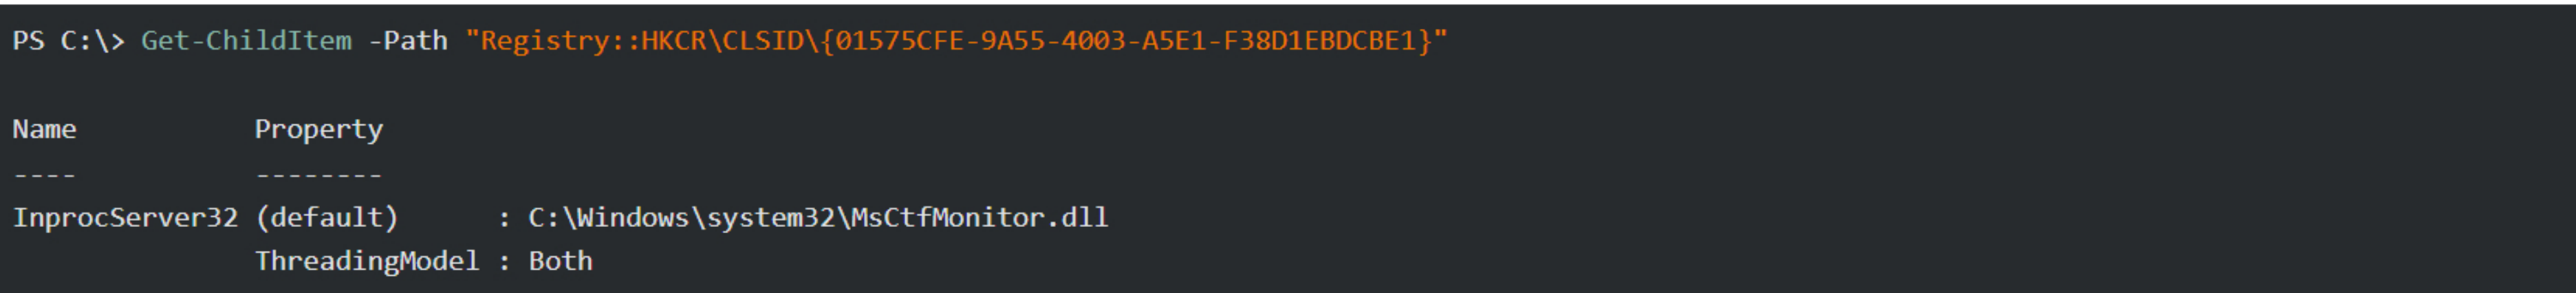 PS C:\> Get-ChildItem -Path "Registry::HKCR\CLSID\{01575CFE-9A55-4003-A5E1-F38D1EBDCBE1}"
Name           Property
----           --------
InprocServer32 (default)      : C:\Windows\system32\MsCtfMonitor.dll
               ThreadingModel : Both